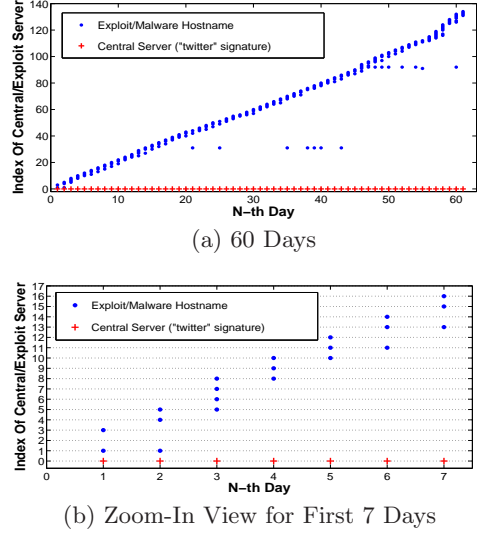 140
120
100
80
60
40
20
0
Index Of Central/Exploit Server
Exploit/Malware Hostname
Central Server ("twitter" signature)
0 10 20 30 40 50 60
N-th Day
(a) 60 Days
17
16
15
14
13
12
11
10
9
8
7
6
5
4
3
2
1
0
Index Of Central/Exploit Server
Exploit/Malware Hostname
Central Server ("twitter" signature)
0 1 2 3 4 5 6 7
N-th Day
(b) Zoom-In View for First 7 Days